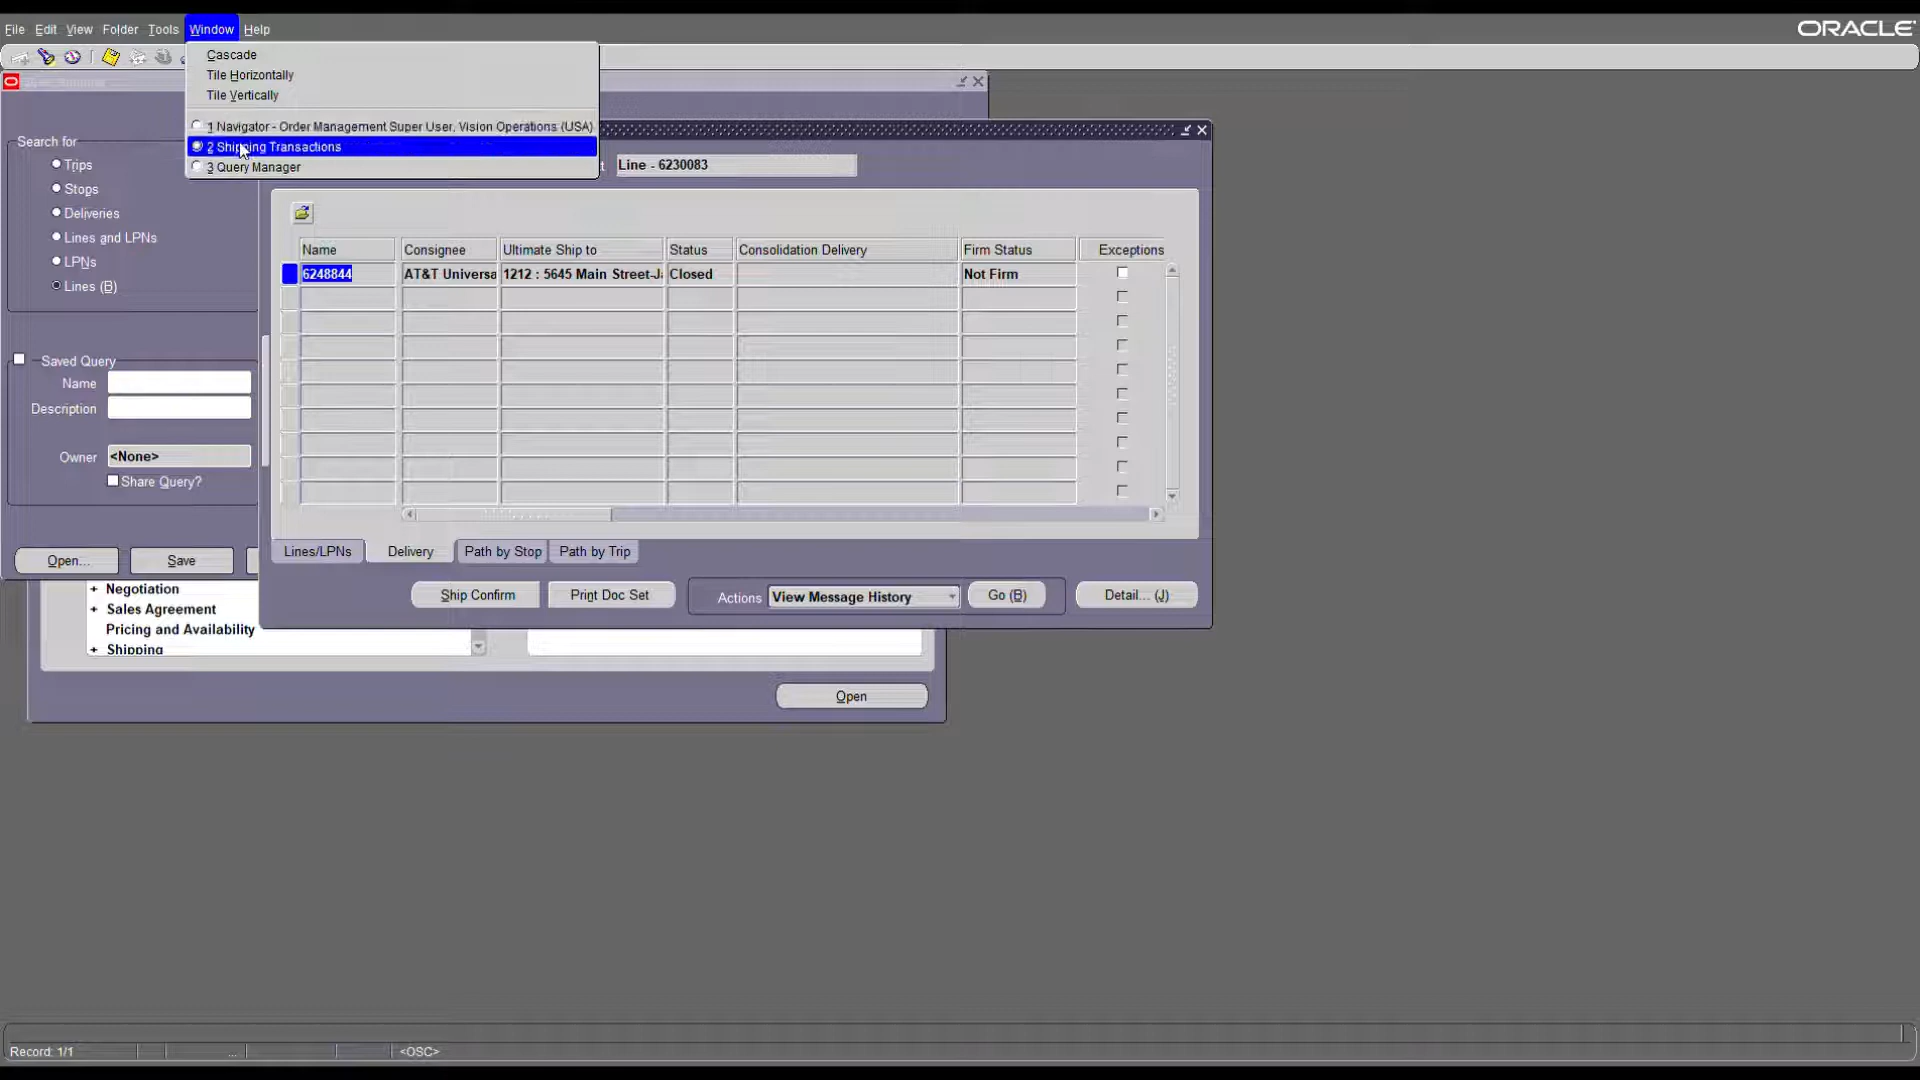 File Edit View Folder Tools Window Help
ORACLE
Cascade
Tile Horizontally
Tile Vertically
1 Navigator - Order Management Super User, Vision Operations (USA)
2 Shipping Transactions
3 Query Manager
Search for
Trips
Stops
Deliveries
Lines and LPNs
LPNs
Lines (B)
Saved Query
Name
Description
Owner <None>
Share Query?
Open... Save
Line - 6230083
Name Consignee Ultimate Ship to Status Consolidation Delivery Firm Status Exceptions
6248844 AT&T Universa 1212 : 5645 Main Street-Ja Closed Not Firm
Lines/LPNs Delivery Path by Stop Path by Trip
Ship Confirm Print Doc Set Actions View Message History Go (B) Detail... (J)
+ Negotiation
+ Sales Agreement
Pricing and Availability
+ Shipping
Open
Record: 1/1 ... <OSC>